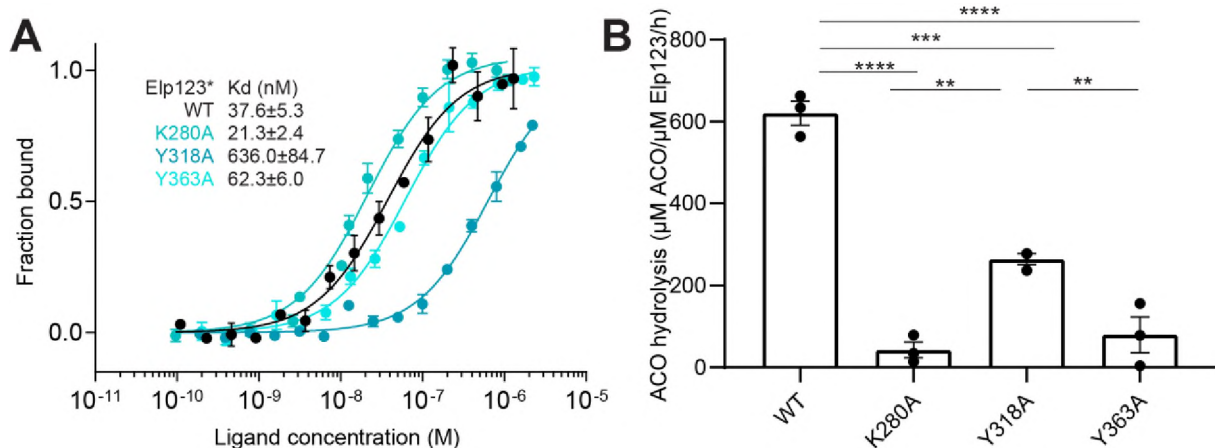 A
Elp123* Kd (nM)
WT 37.6±5.3
K280A 21.3±2.4
Y318A 636.0±84.7
Y363A 62.3±6.0
Fraction bound
1.0
0.5
0.0
10-10 10-9 10-8 10-7 10-6 10-5
10-11
Ligand concentration (M)
B
ACO hydrolysis (µM ACO/µM Elp123/h)
800
600
400
200
0
****
***
****
**
**
WT
K280A
Y318A
Y363A